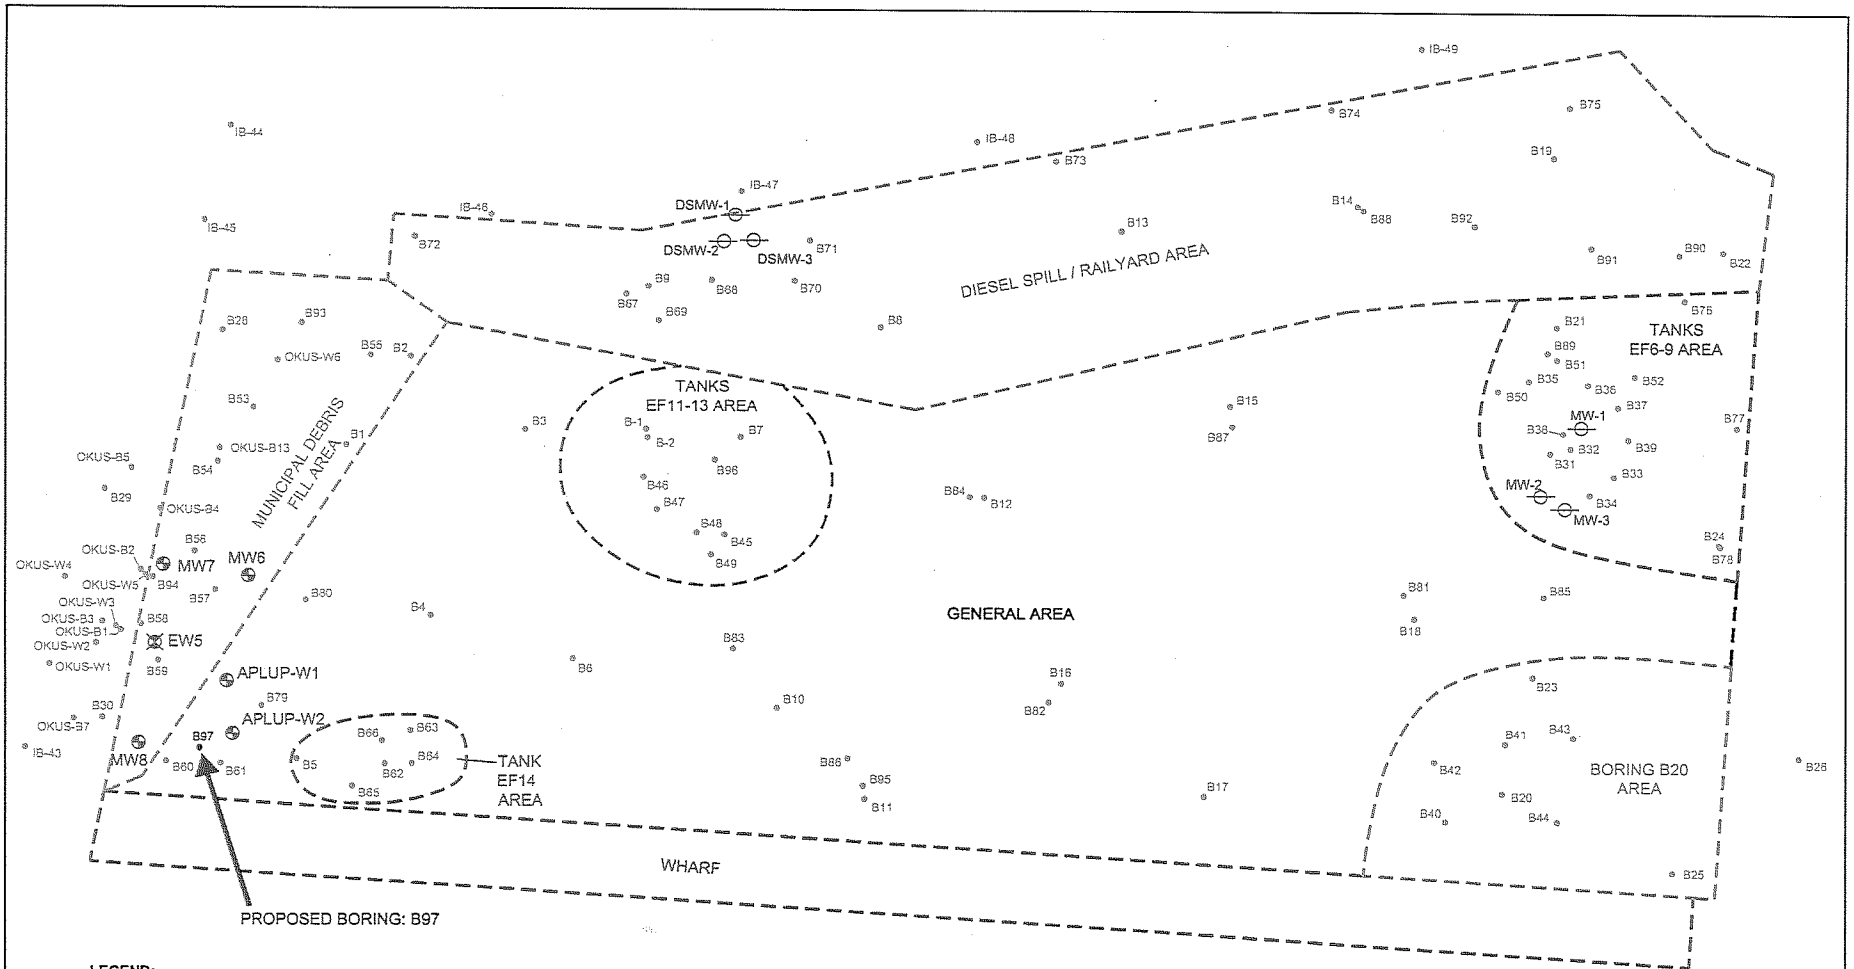 IB-49
B75
B74
IB-44
IB-48
B73
B19
IB-47
DSMW-1
IB-46
B14
B88
IB-45
B72
B13
B92
DSMW-2
B71
DSMW-3
B91
B90
B22
DIESEL SPILL / RAILYARD AREA
B9
B67
B68
B70
B69
B8
B76
B28
B93
B21
TANKS
EF6-9 AREA
OKUS-W6
B55
B2
B89
B51
B35
B36
B52
TANKS
EF11-13 AREA
B50
B53
B15
B37
MW-1
B77
B3
B-1
B-2
B7
B87
B38
MUNICIPAL DEBRIS
FILL AREA
B1
OKUS-B13
OKUS-B5
B54
B96
B32
B39
B31
B29
B46
B33
OKUS-B4
B47
B84
B12
MW-2
B34
MW-3
B48
B45
B56
B49
B24
B78
OKUS-B2
MW7
MW6
OKUS-W4
OKUS-W5
B94
B57
B80
B81
B85
OKUS-W3
OKUS-B3
B58
B4
GENERAL AREA
B18
OKUS-B1
OKUS-W2
EW5
B83
OKUS-W1
B59
B6
APLUP-W1
B16
B23
B79
B82
B30
B10
OKUS-B7
APLUP-W2
B63
B66
B97
B43
B41
IB-43
MW8
B60
B61
B5
B62
B64
TANK
EF14
AREA
B86
B42
BORING B20
AREA
B26
B65
B95
B11
B17
B20
B40
B44
WHARF
B25
PROPOSED BORING: B97
LEGEND: